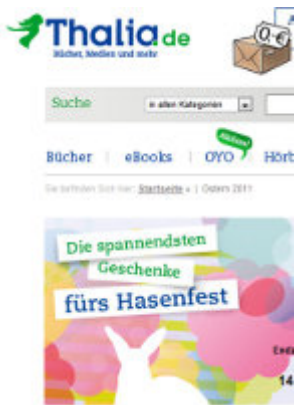 Thalia.de
Bücher, Medien und mehr
0,-€
Suche
in allen Kategorien
Bücher | eBooks | OYO | Hörb
Sie befinden Sich hier: Startseite » | Ostern 2011
Die spannendsten
Geschenke
fürs Hasenfest
14